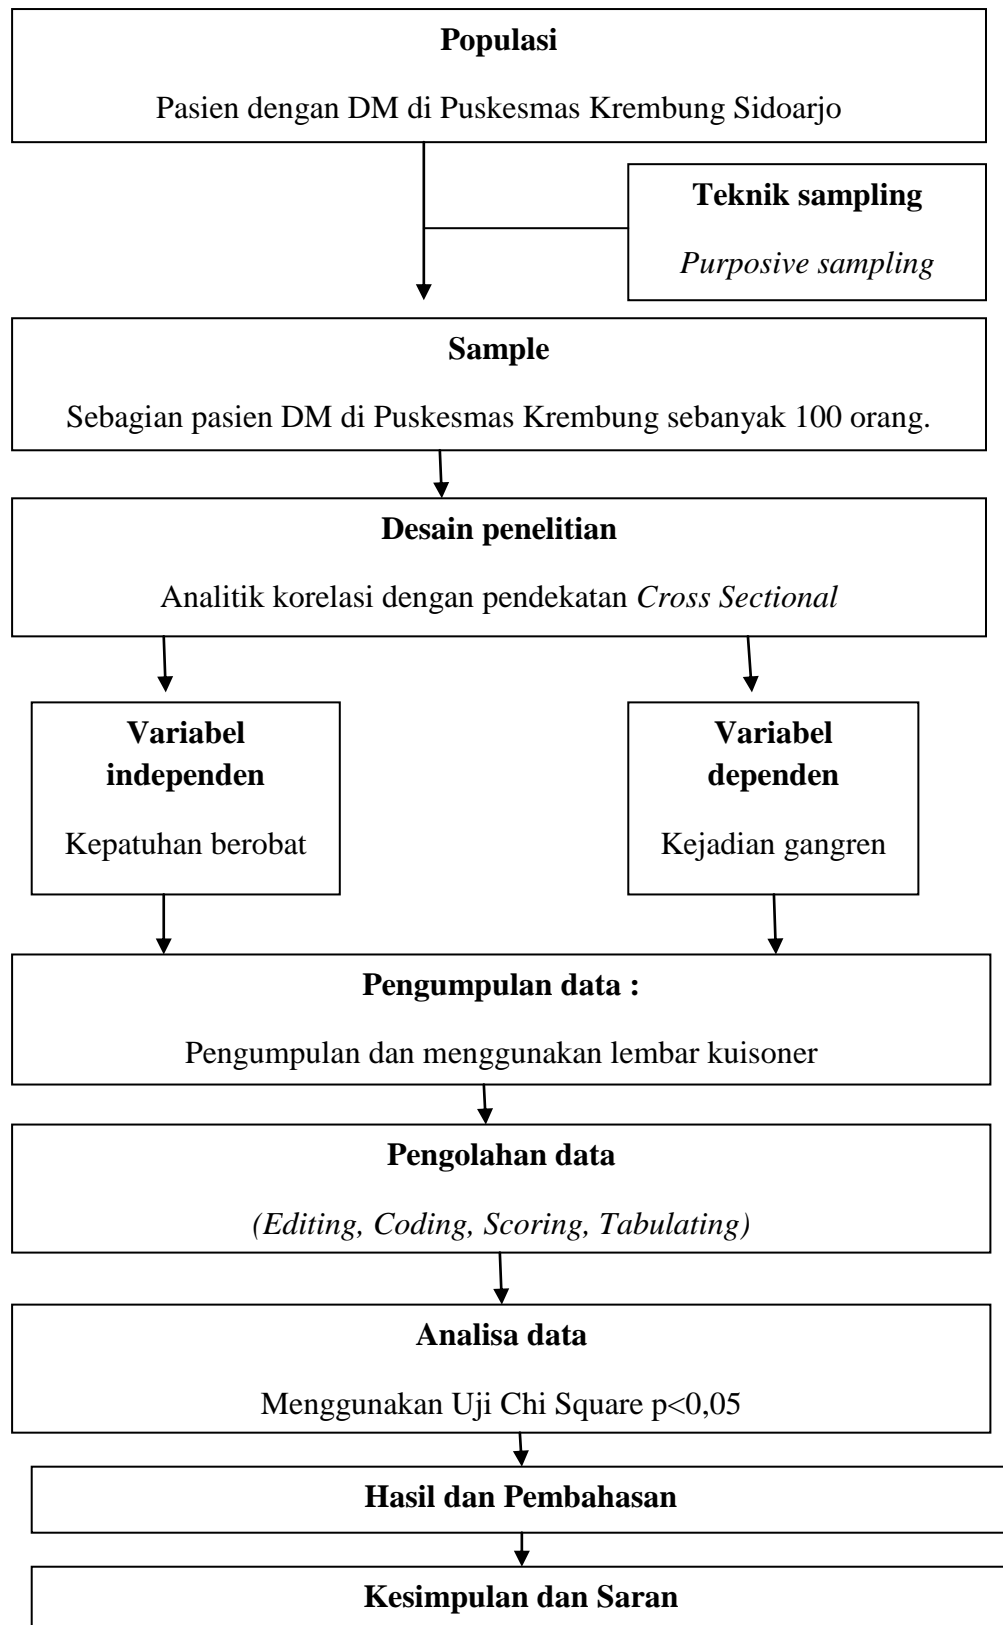 Populasi
Pasien dengan DM di Puskesmas Krembung Sidoarjo
Teknik sampling
Purposive sampling
Sample
Sebagian pasien DM di Puskesmas Krembung sebanyak 100 orang.
Desain penelitian
Analitik korelasi dengan pendekatan Cross Sectional
Variabel
independen
Kepatuhan berobat
Variabel
dependen
Kejadian gangren
Pengumpulan data :
Pengumpulan dan menggunakan lembar kuisoner
Pengolahan data
(Editing, Coding, Scoring, Tabulating)
Analisa data
Menggunakan Uji Chi Square p<0,05
Hasil dan Pembahasan
Kesimpulan dan Saran